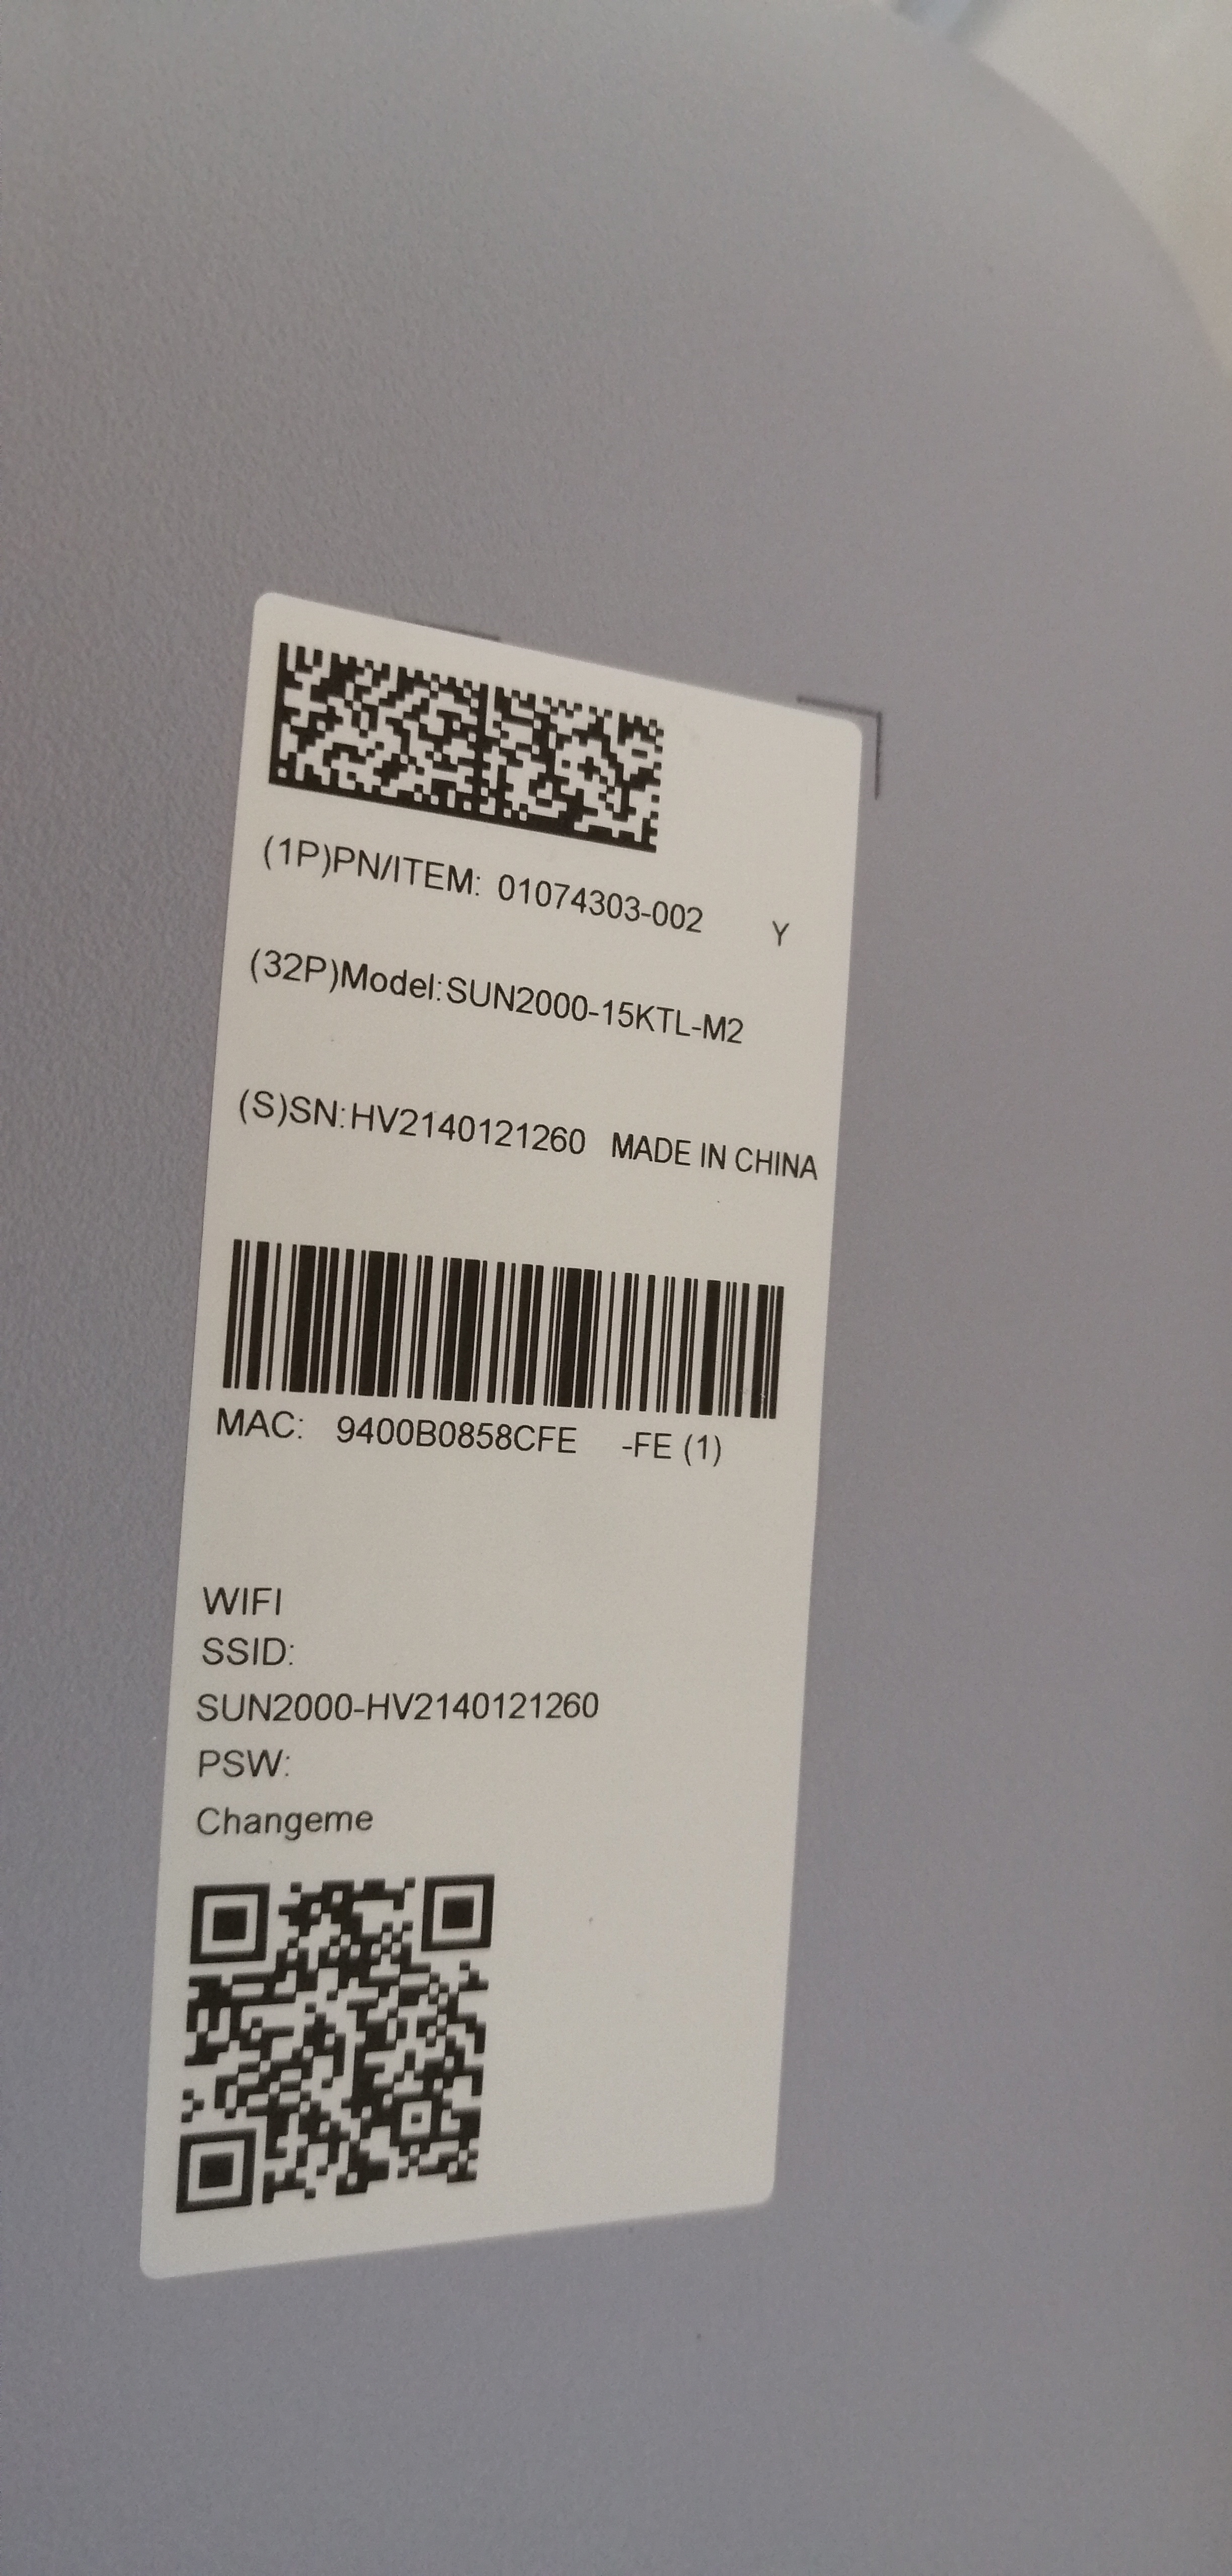 (1P)PN/ITEM: 01074303-002 Y
(32P)Model:SUN2000-15KTL-M2
(S)SN:HV2140121260 MADE IN CHINA
MAC: 9400B0858CFE -FE (1)
WIFI
SSID:
SUN2000-HV2140121260
PSW:
Changeme